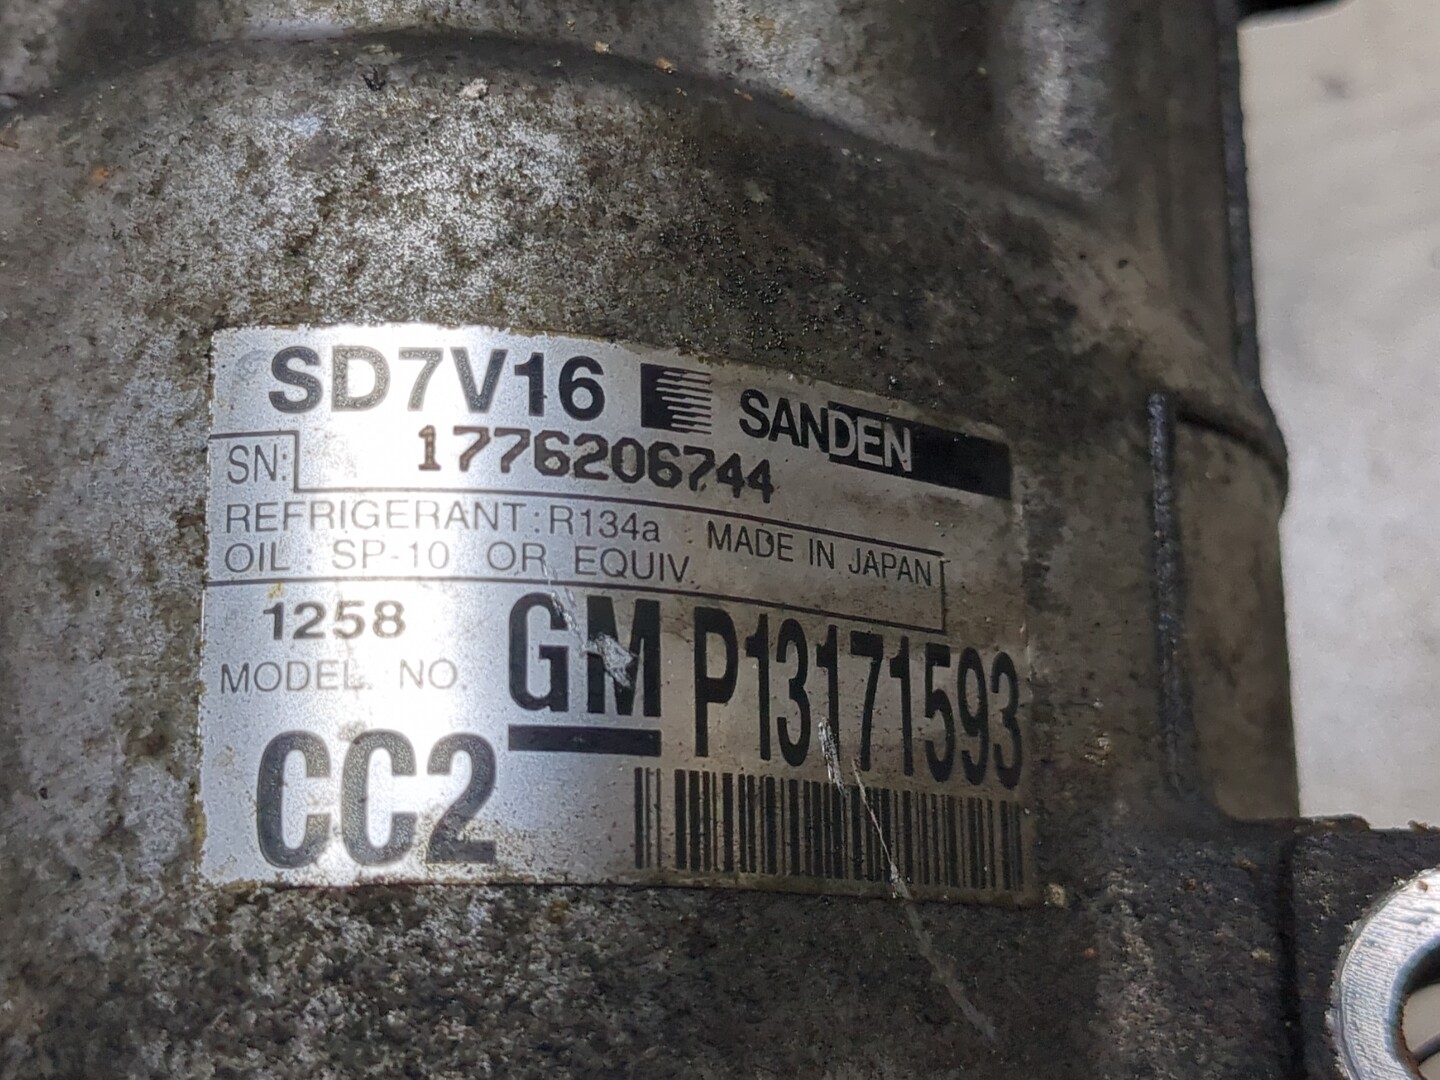 SD7V16 SANDEN
SN: 1776206744
REFRIGERANT : R134a
MADE IN JAPAN
OIL : SP-10 OR EQUIV.
1258
MODEL NO.
GM P13171593
CC2